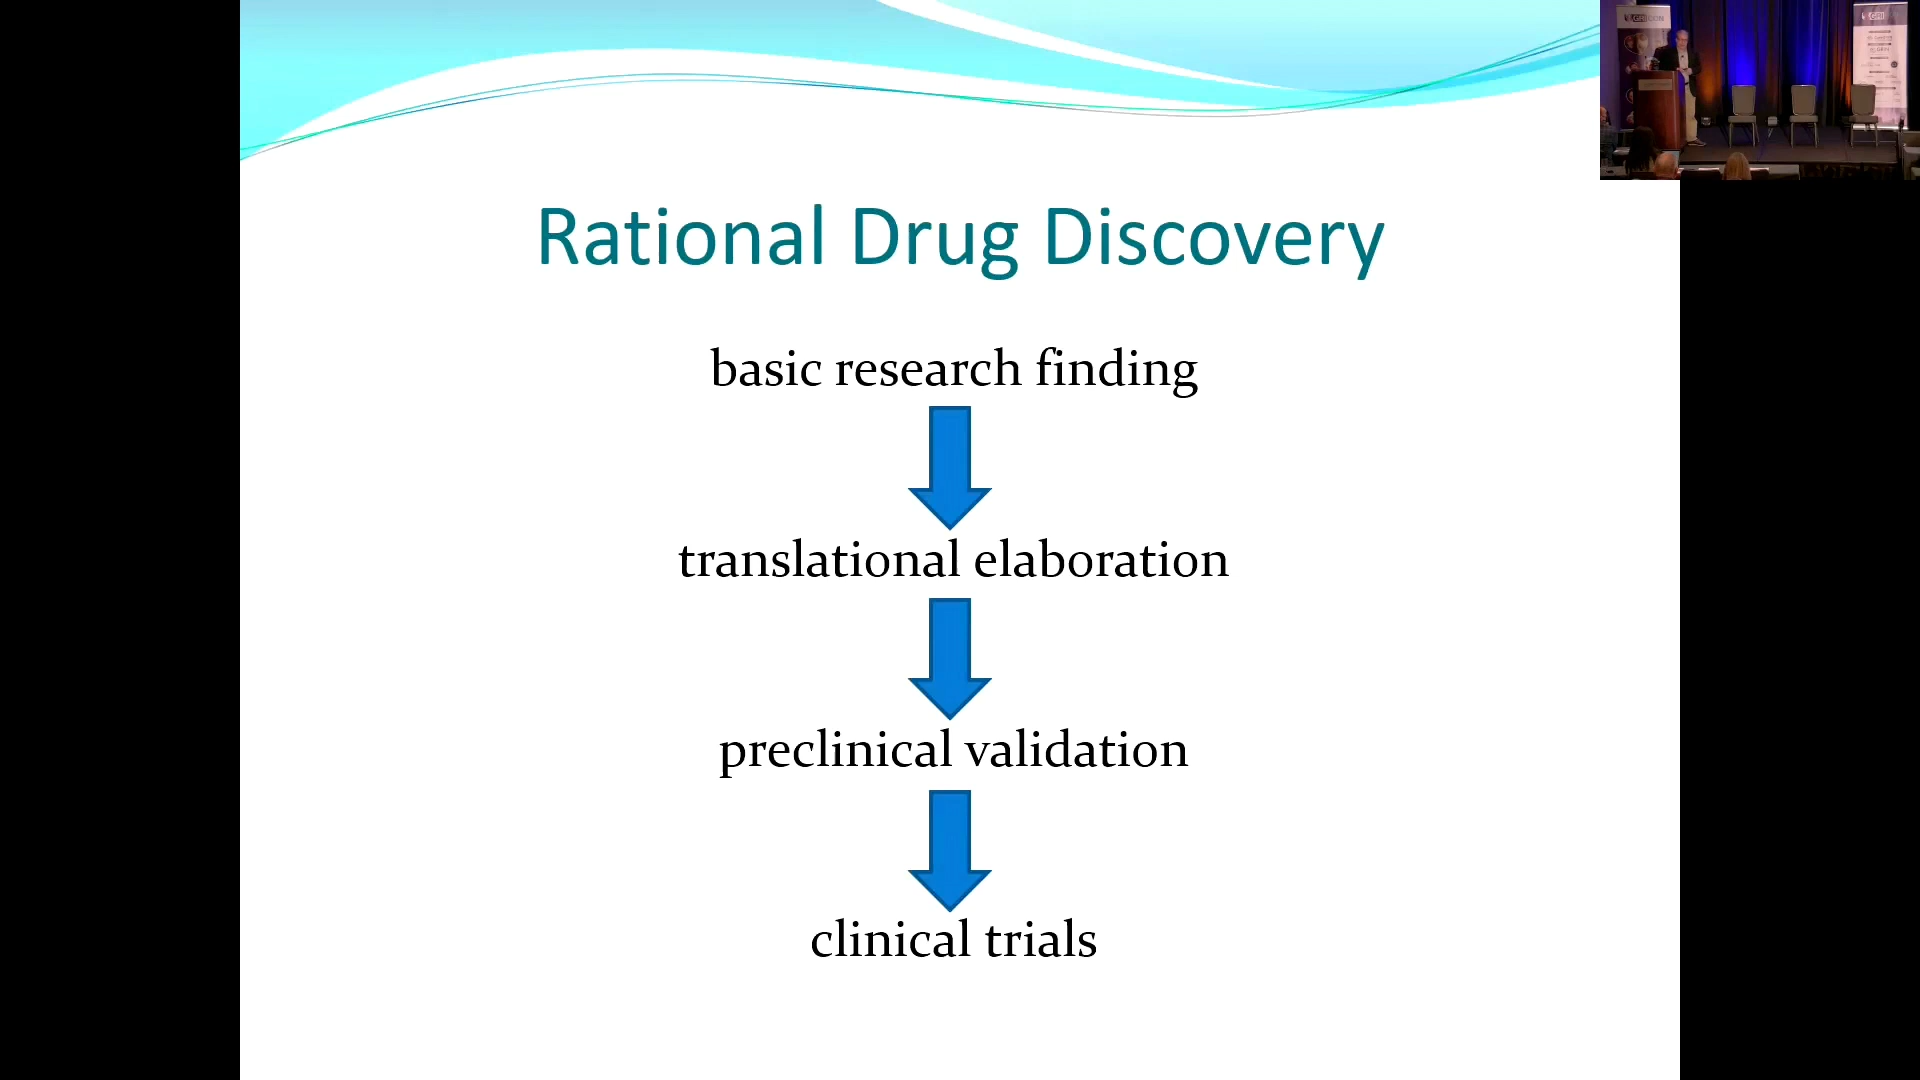 Rational Drug Discovery
basic research finding
translational elaboration
preclinical validation
clinical trials